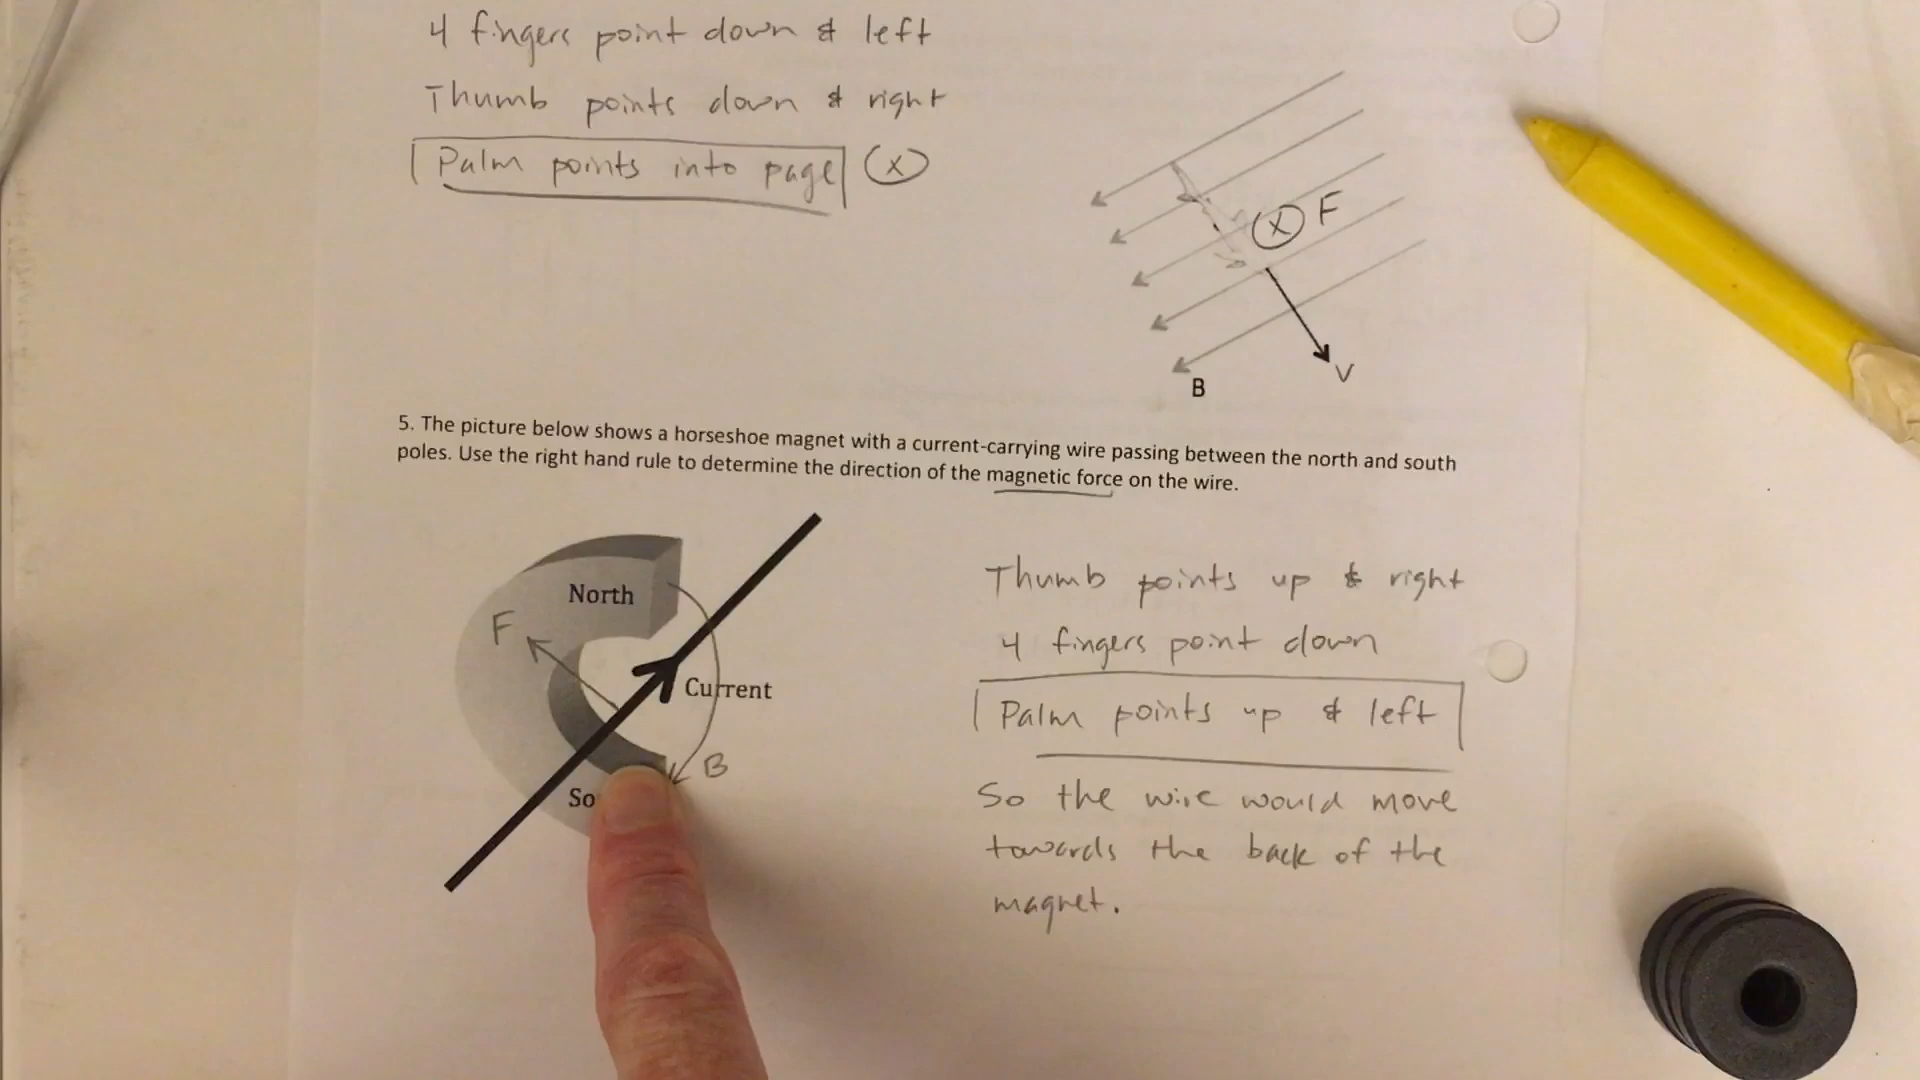 4 fingers point down & left
Thumb points down & right
Palm points into page (x)
(x) F
V
B
5. The picture below shows a horseshoe magnet with a current-carrying wire passing between the north and south
poles. Use the right hand rule to determine the direction of the magnetic force on the wire.
North
F
Current
B
So
Thumb points up & right
4 fingers point down
Palm points up & left
So the wire would move
towards the back of the
magnet.